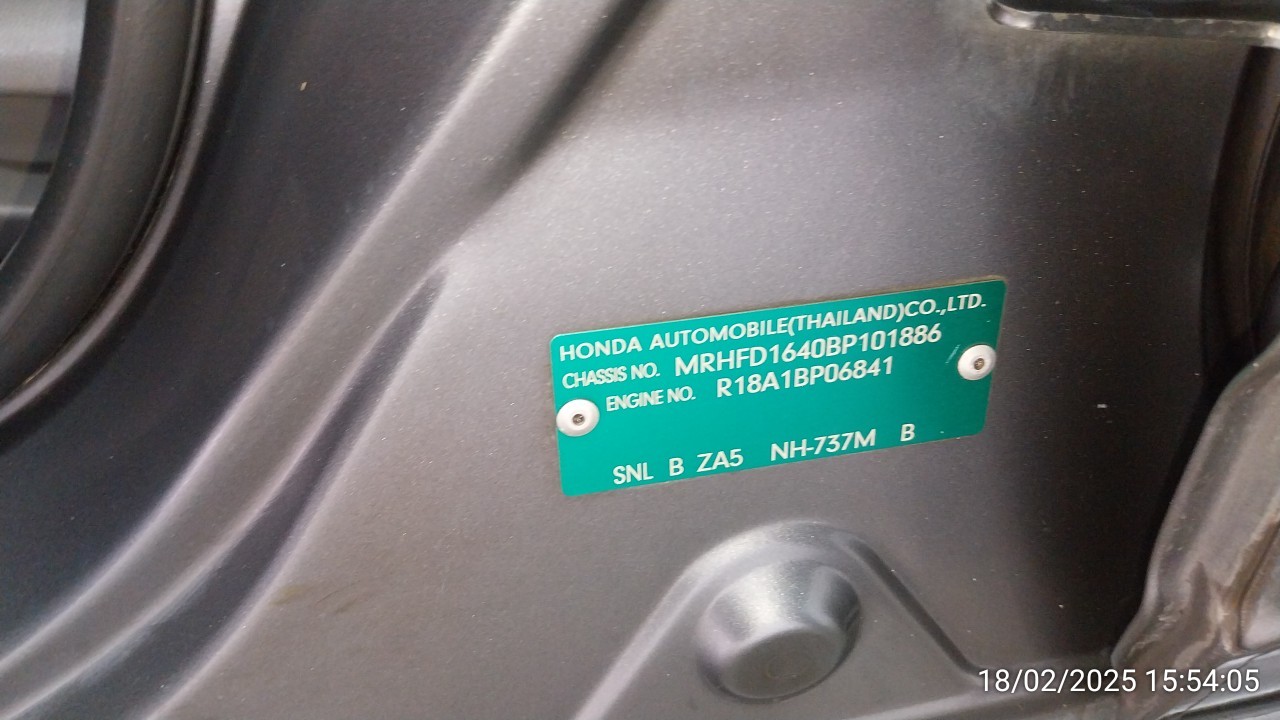 HONDA AUTOMOBILE(THAILAND)CO.,LTD.
CHASSIS NO. MRHFD1640BP101886
ENGINE NO. R18A1BP06841
SNL B ZA5 NH-737M B
18/02/2025 15:54:05